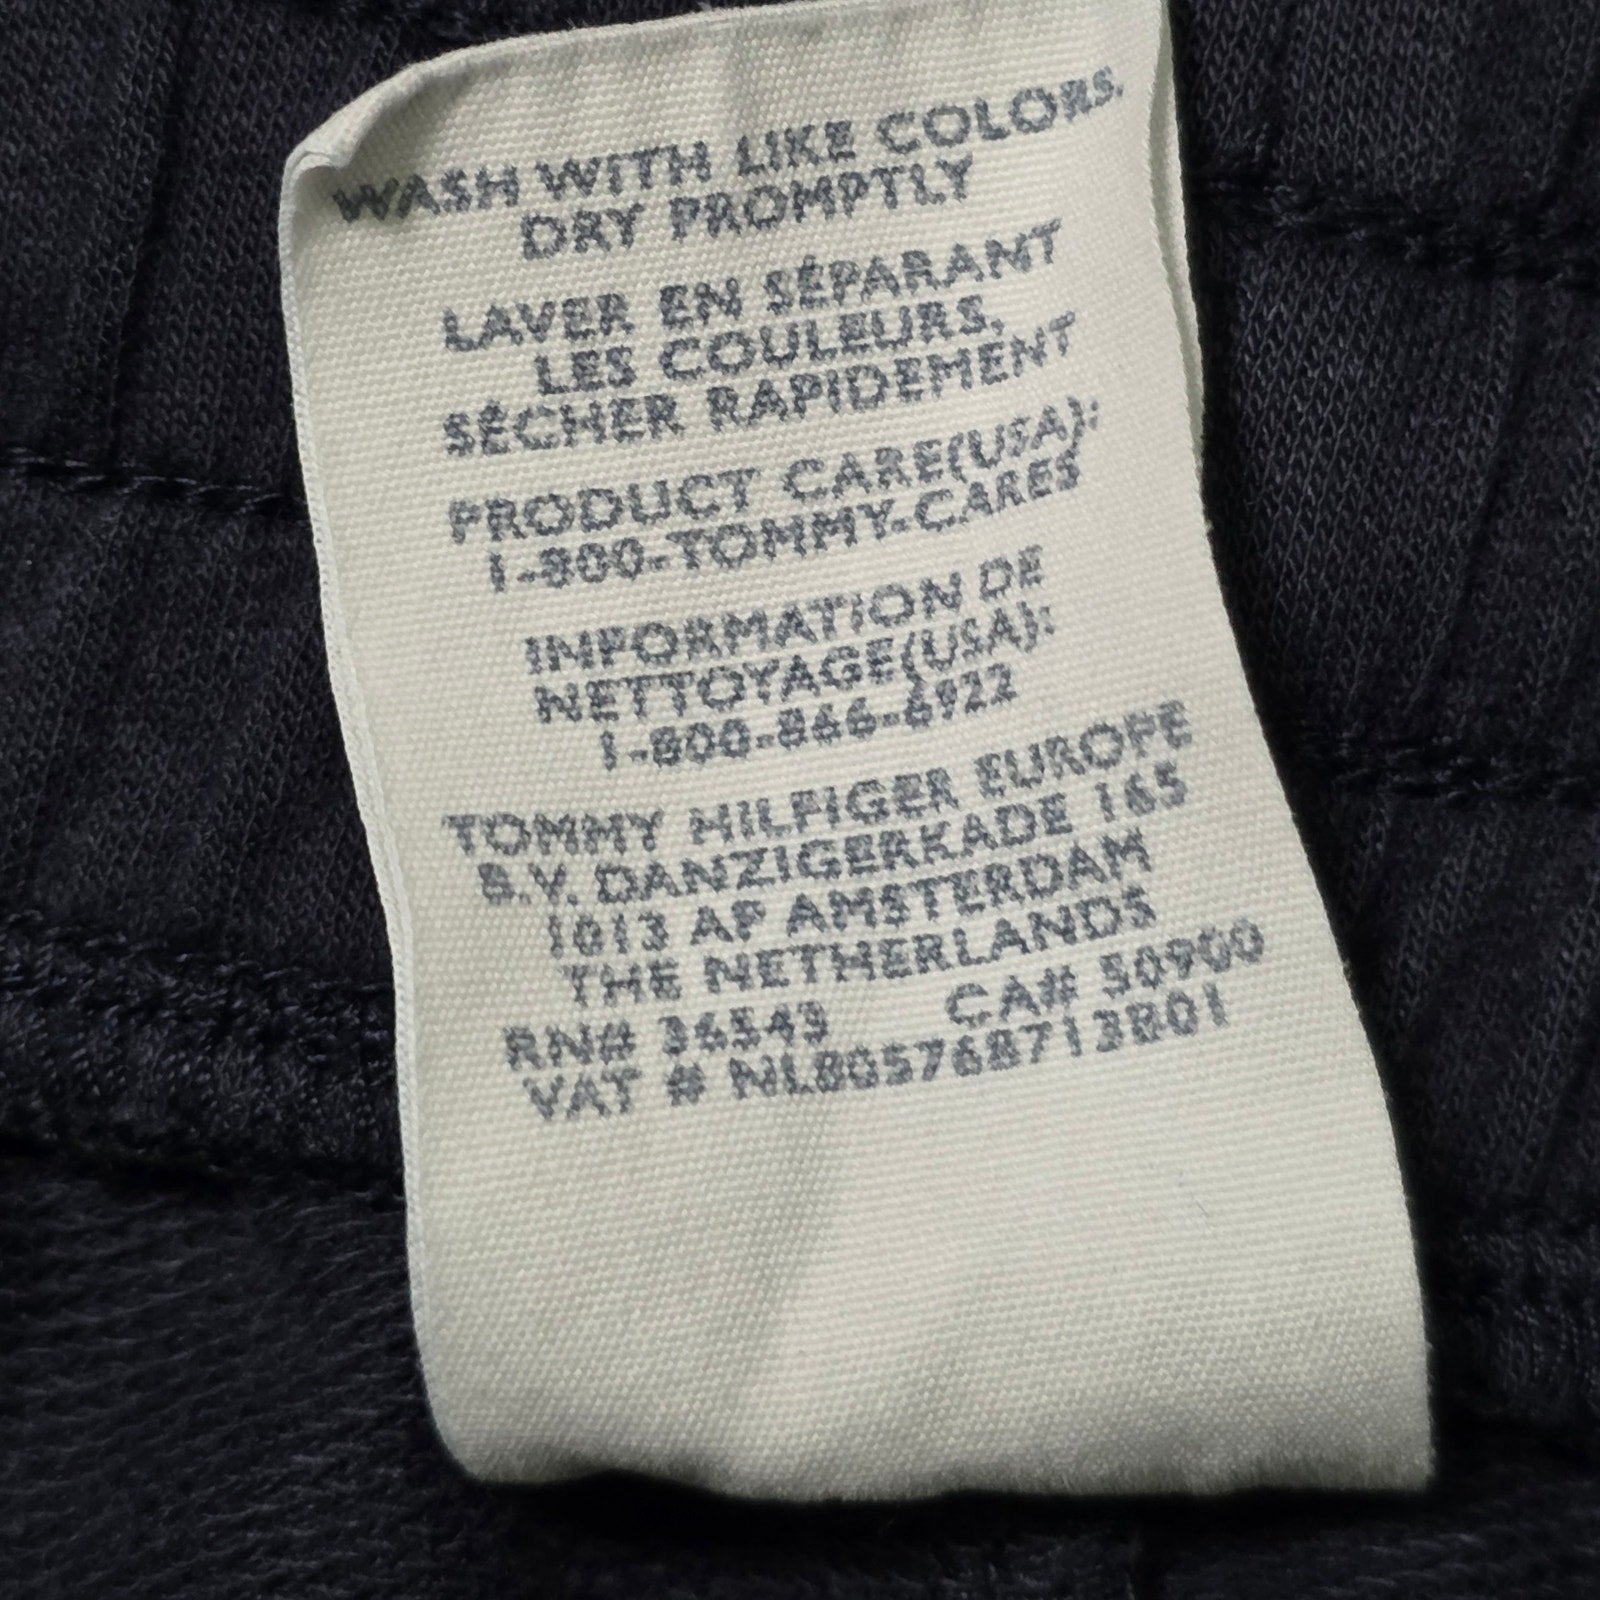 WASH WITH LIKE COLORS.
DRY PROMPTLY
LAVER EN SÉPARANT
LES COULEURS.
SÉCHER RAPIDEMENT
PRODUCT CARE(USA):
1-800-TOMMY-CARES
INFORMATION DE
NETTOYAGE(USA):
1-800-866-6922
TOMMY HILFIGER EUROPE
B.V. DANZIGERKADE 165
1013 AP AMSTERDAM
THE NETHERLANDS
RN# 36543 CA# 50900
VAT # NL805768713B01